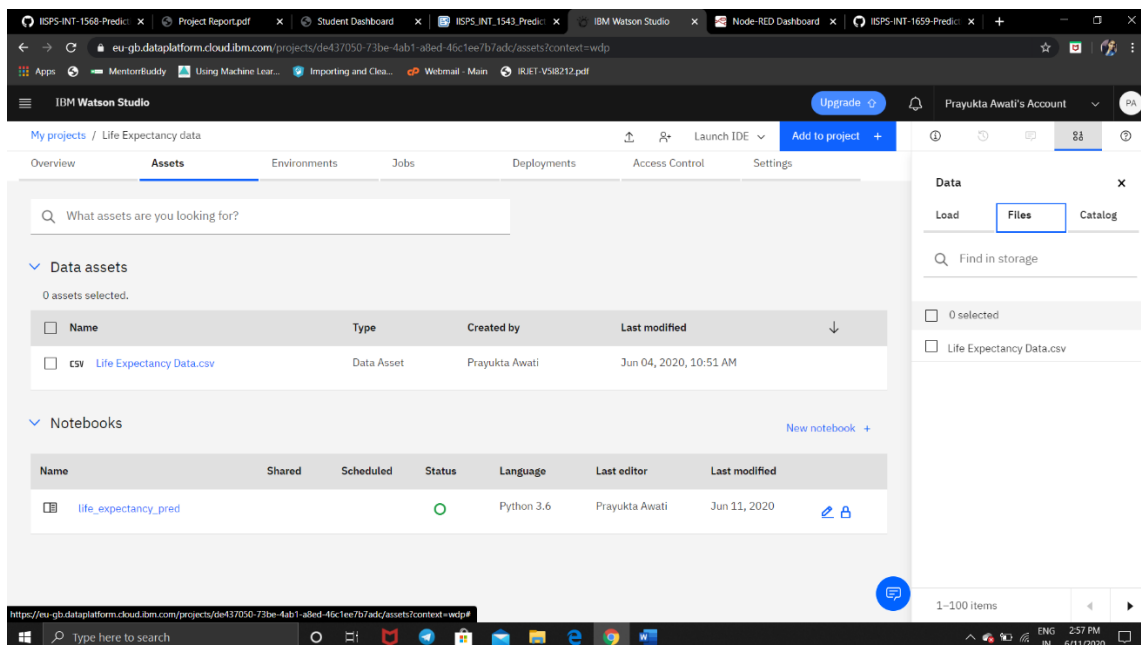 IISPS-INT-1568-Predict Project Report.pdf Student Dashboard IISPS_INT_1543_Predict IBM Watson Studio Node-RED Dashboard IISPS-INT-1659-Predict
eu-gb.dataplatform.cloud.ibm.com/projects/de437050-73be-4ab1-a8ed-46c1ee7b7adc/assets?context=wdp
Apps MentorrBuddy Using Machine Lear... Importing and Clea... Webmail - Main IRJET-V5I8212.pdf
IBM Watson Studio Upgrade Prayukta Awati's Account PA
My projects / Life Expectancy data Launch IDE Add to project +
Overview Assets Environments Jobs Deployments Access Control Settings
Data
Load Files Catalog
What assets are you looking for?
Find in storage
Data assets
0 assets selected.
0 selected
Name Type Created by Last modified
Life Expectancy Data.csv
CSV Life Expectancy Data.csv Data Asset Prayukta Awati Jun 04, 2020, 10:51 AM
Notebooks
New notebook +
Name Shared Scheduled Status Language Last editor Last modified
life_expectancy_pred Python 3.6 Prayukta Awati Jun 11, 2020
1–100 items
https://eu-gb.dataplatform.cloud.ibm.com/projects/de437050-73be-4ab1-a8ed-46c1ee7b7adc/assets?context=wdp#
Type here to search
ENG 2:57 PM
IN 6/11/2020